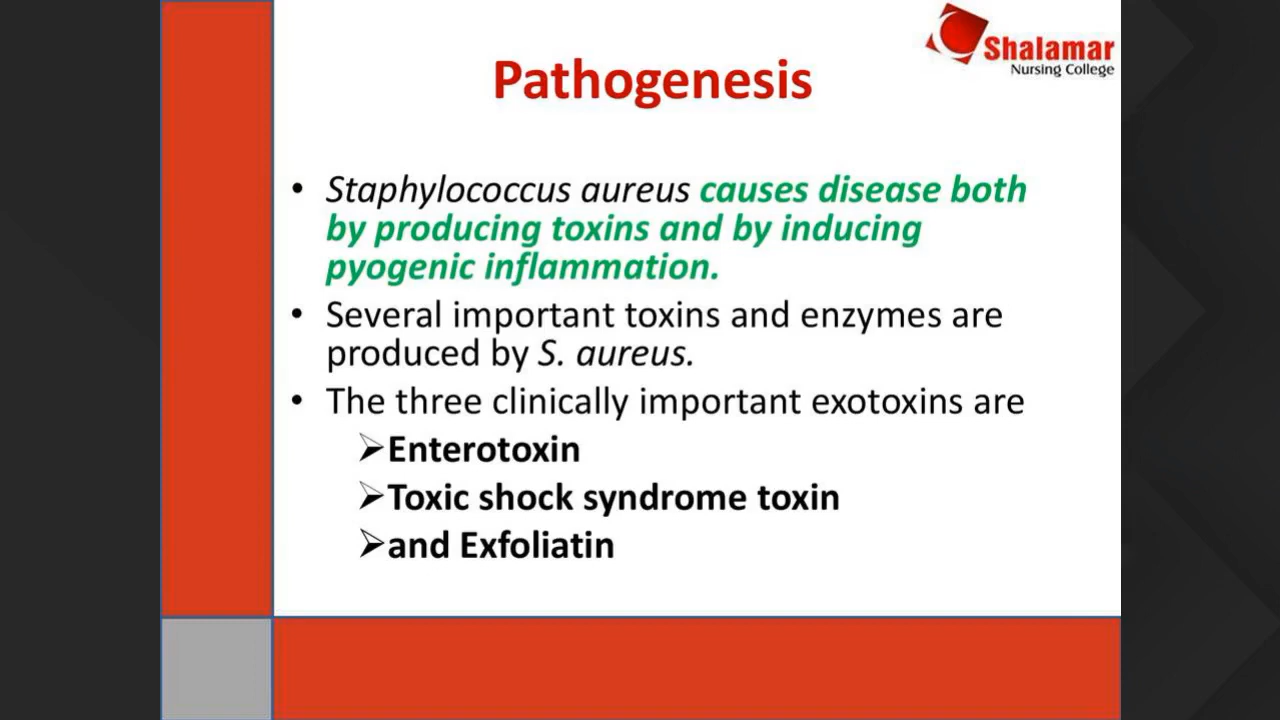 Shalamar
Nursing College
Pathogenesis
• Staphylococcus aureus causes disease both
by producing toxins and by inducing
pyogenic inflammation.
• Several important toxins and enzymes are
produced by S. aureus.
• The three clinically important exotoxins are
➢Enterotoxin
➢Toxic shock syndrome toxin
➢and Exfoliatin